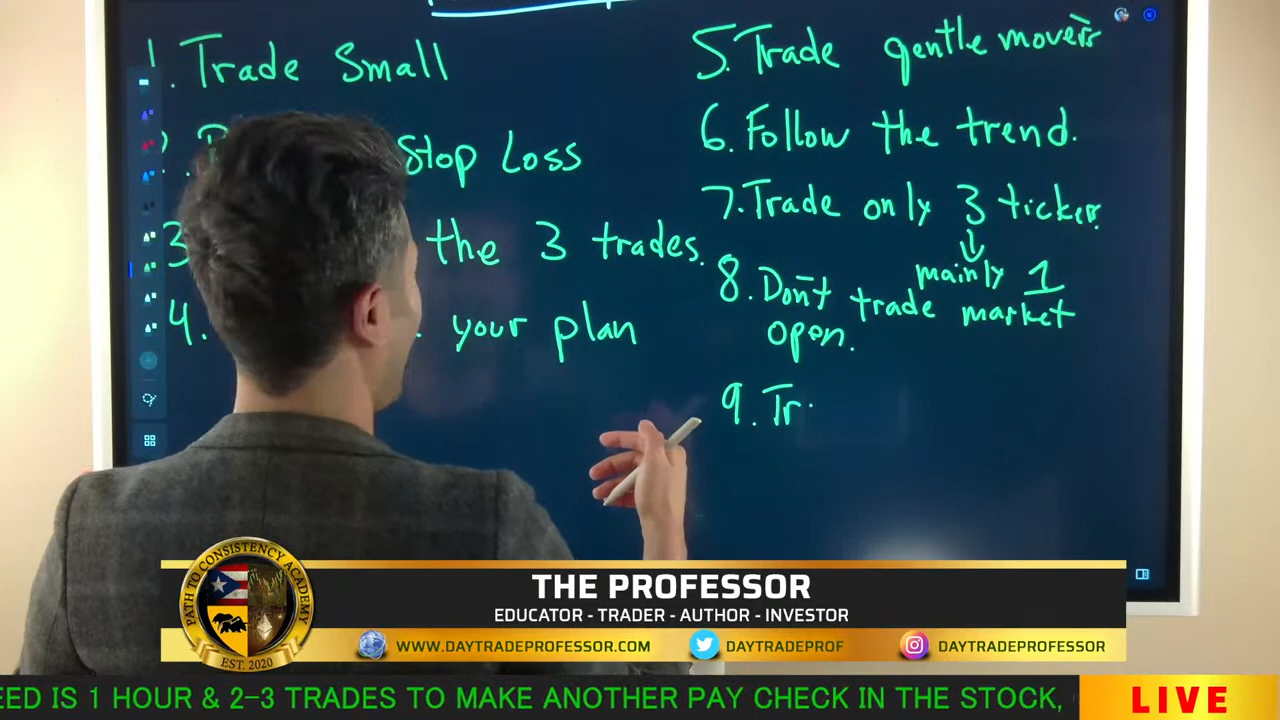 1. Trade Small
Stop Loss
3 the 3 trades.
4. your plan
5. Trade gentle movers
6. Follow the trend.
7. Trade only 3 tickers.
mainly 1
8. Don't trade market
open.
9. Tr
PATH TO CONSISTENCY ACADEMY
EST. 2020
THE PROFESSOR
EDUCATOR - TRADER - AUTHOR - INVESTOR
WWW.DAYTRADEPROFESSOR.COM DAYTRADEPROF DAYTRADEPROFESSOR
EED IS 1 HOUR & 2-3 TRADES TO MAKE ANOTHER PAY CHECK IN THE STOCK,
LIVE